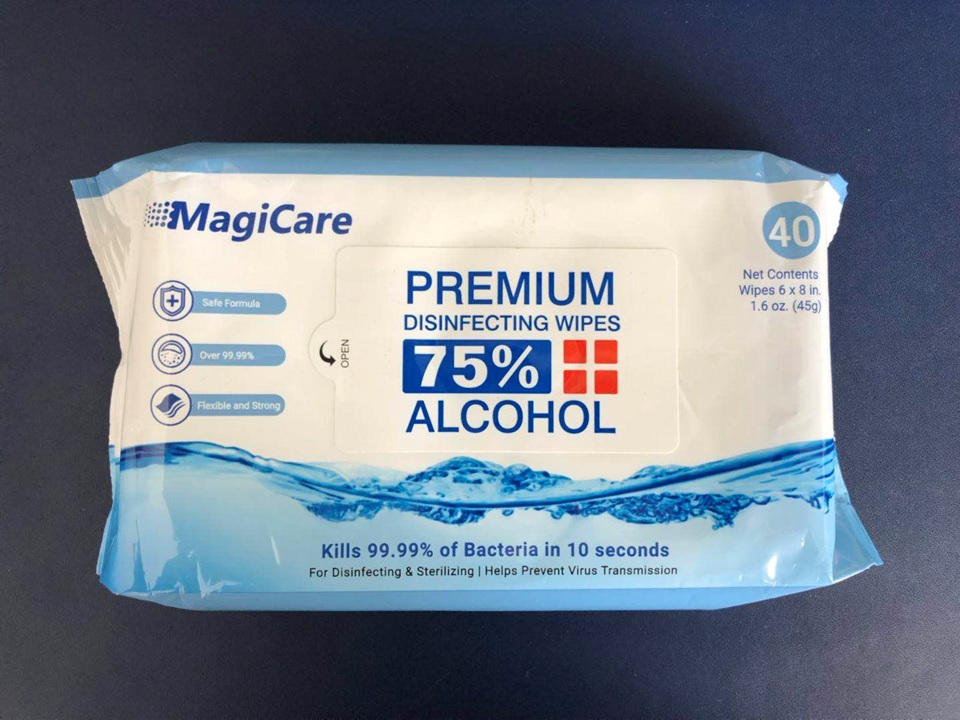 MagiCare
40
Net Contents
Wipes 6 x 8 in.
1.6 oz. (45g)
Safe Formula
Over 99.99%
Flexible and Strong
OPEN
PREMIUM
DISINFECTING WIPES
75%
ALCOHOL
Kills 99.99% of Bacteria in 10 seconds
For Disinfecting & Sterilizing | Helps Prevent Virus Transmission